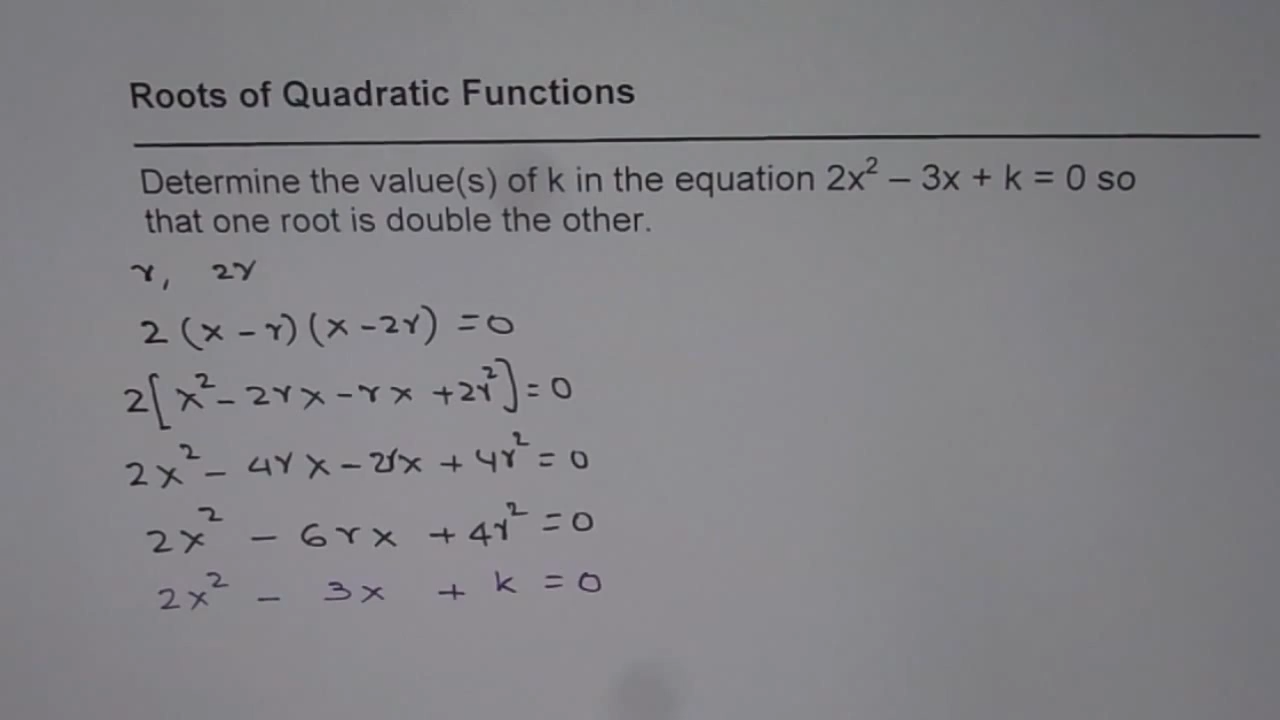 Roots of Quadratic Functions
Determine the value(s) of k in the equation 2x² – 3x + k = 0 so
that one root is double the other.
r, 2r
2 (x - r) (x - 2r) = 0
2[x² - 2rx - rx + 2r²] = 0
2x² - 4rx - 2rx + 4r² = 0
2x² - 6rx + 4r² = 0
2x² - 3x + k = 0